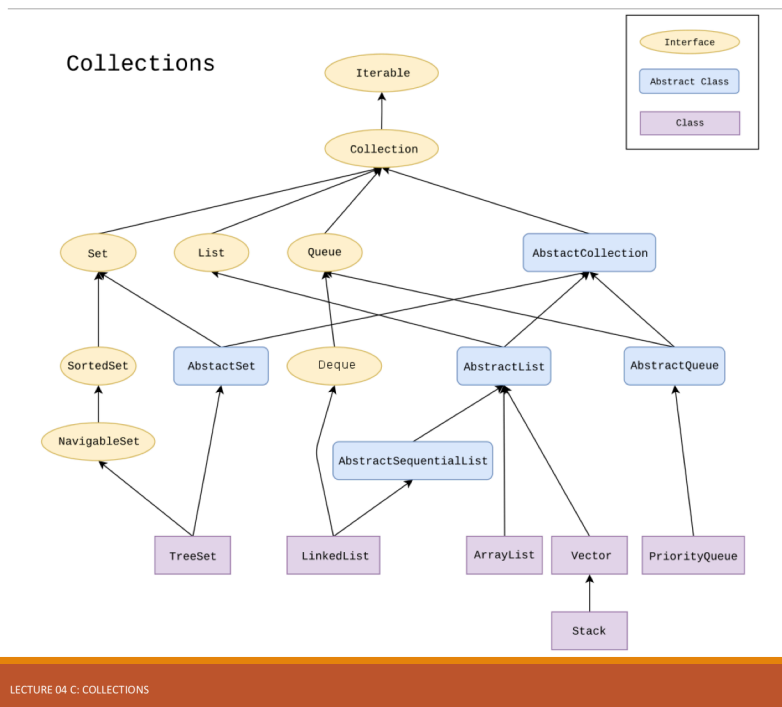 Collections
Interface
Abstract Class
Class
Iterable
Collection
Set
List
Queue
AbstactCollection
SortedSet
AbstactSet
Deque
AbstractList
AbstractQueue
NavigableSet
AbstractSequentialList
TreeSet
LinkedList
ArrayList
Vector
PriorityQueue
Stack
LECTURE 04 C: COLLECTIONS